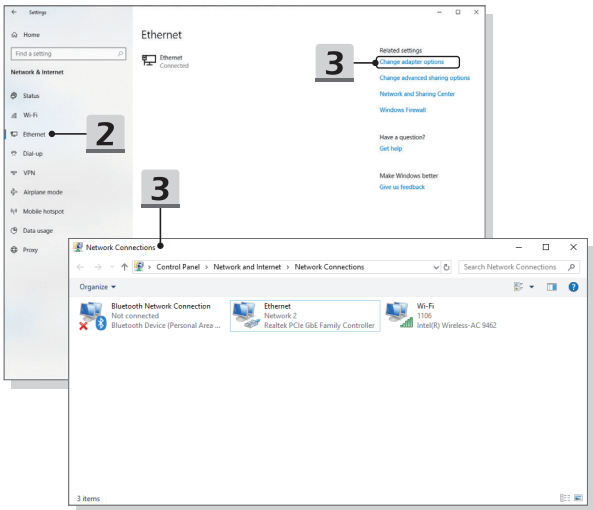 Settings
Home
Find a setting
Network & Internet
Status
Wi-Fi
Ethernet
Dial-up
VPN
Airplane mode
Mobile hotspot
Data usage
Proxy
2
Ethernet
Ethernet
Connected
3
Related settings
Change adapter options
Change advanced sharing options
Network and Sharing Center
Windows Firewall
Have a question?
Get help
Make Windows better
Give us feedback
3
Network Connections
Control Panel > Network and Internet > Network Connections
Search Network Connections
Organize
Bluetooth Network Connection
Not connected
Bluetooth Device (Personal Area ...
Ethernet
Network 2
Realtek PCIe GbE Family Controller
Wi-Fi
1106
Intel(R) Wireless-AC 9462
3 items